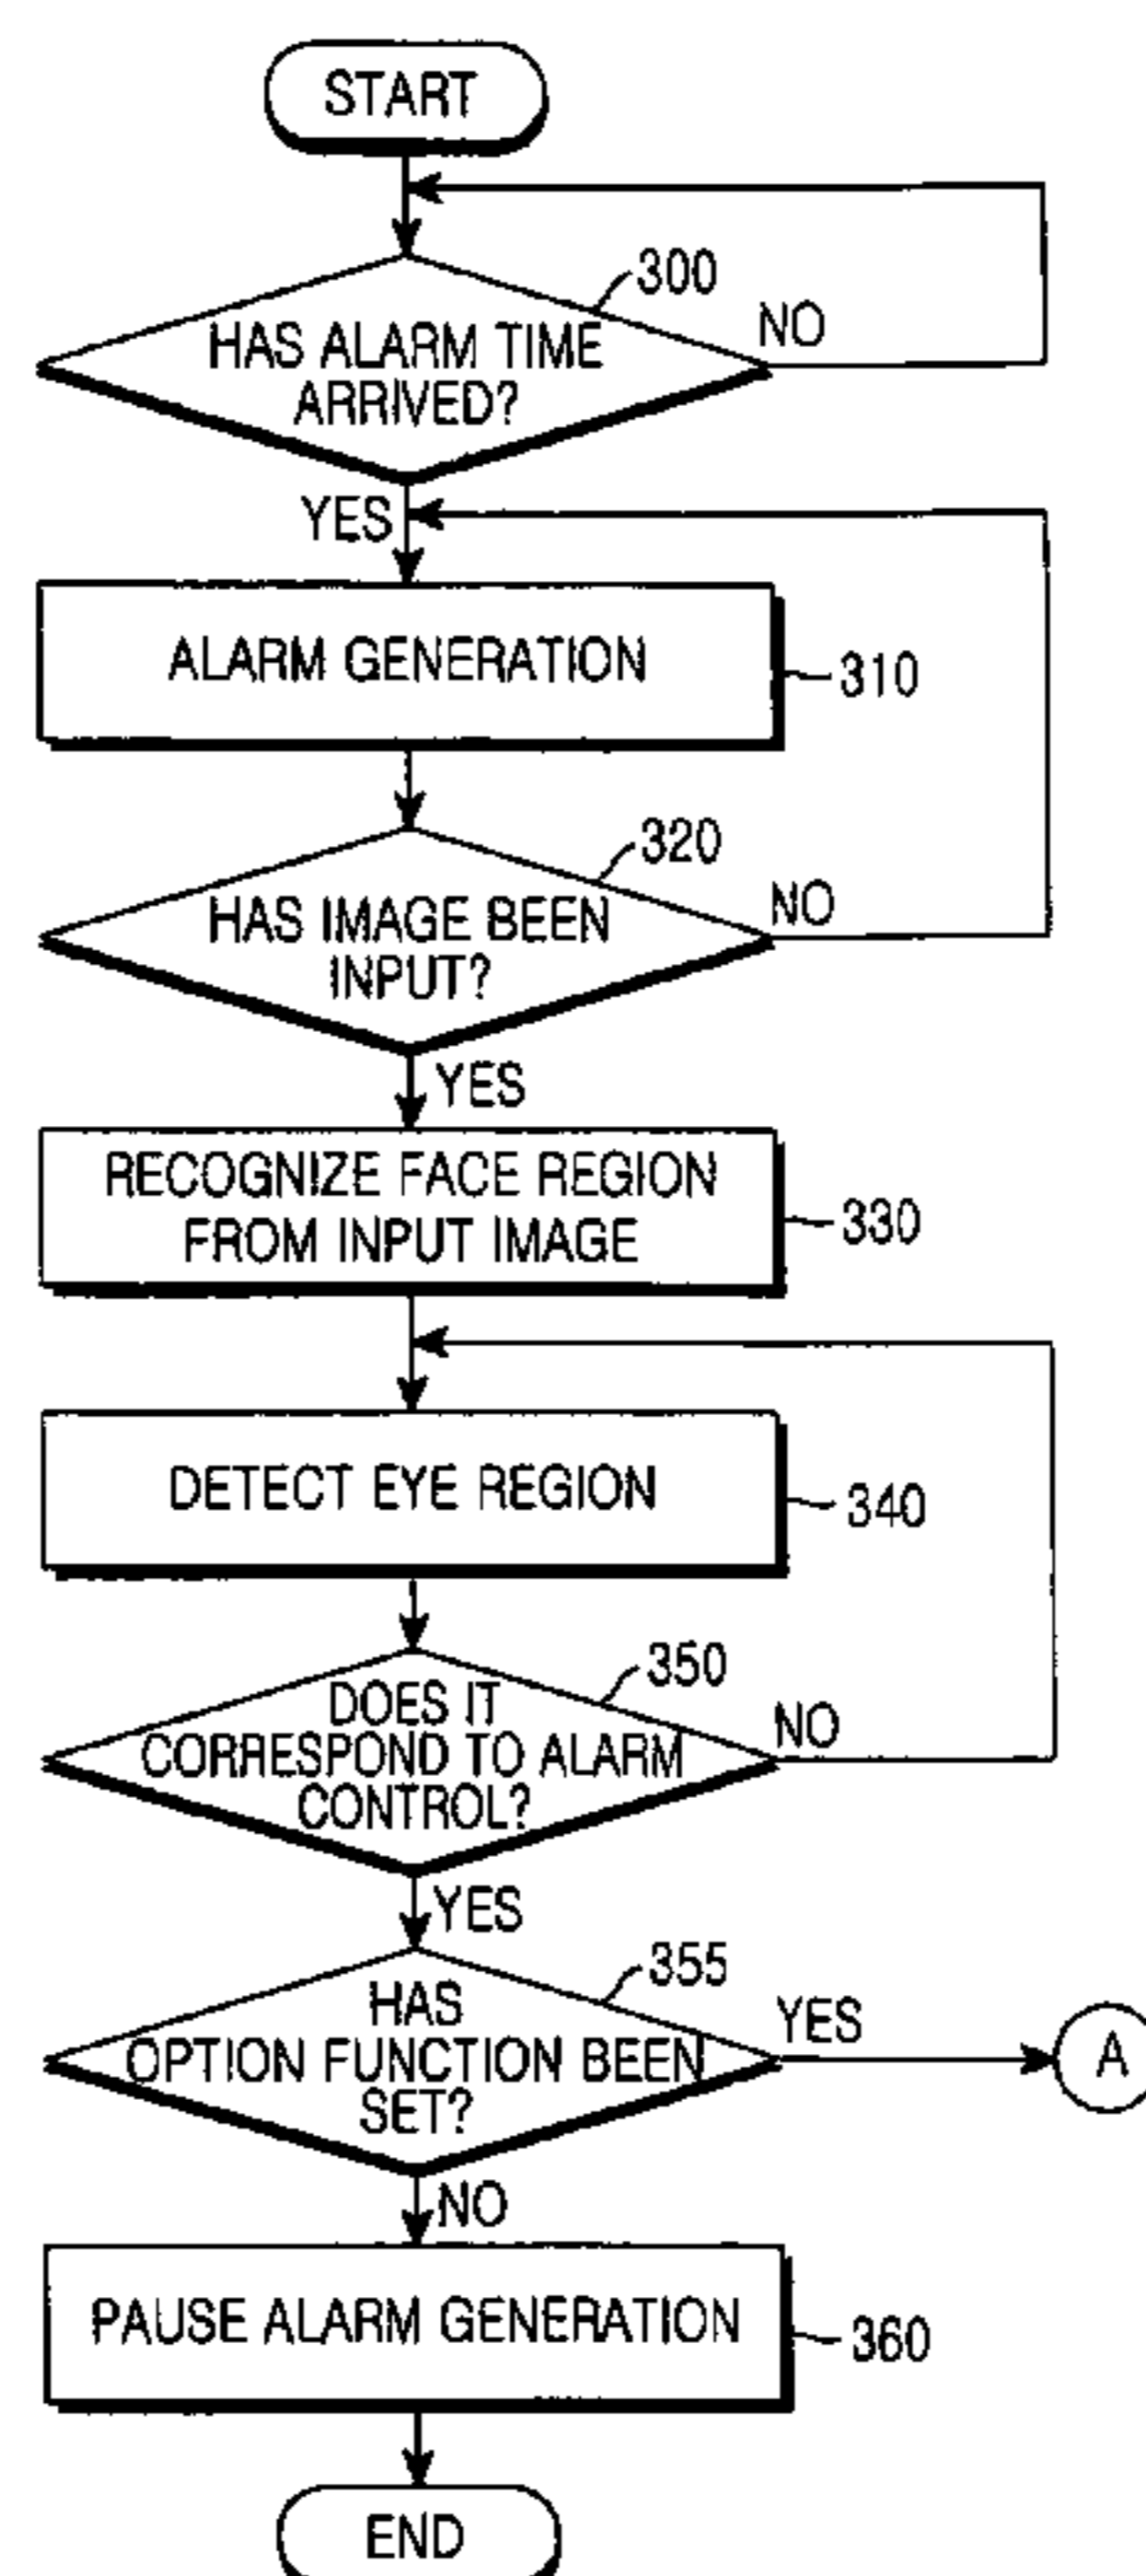 START
300
HAS ALARM TIME
ARRIVED?
NO
YES
ALARM GENERATION
310
320
HAS IMAGE BEEN
INPUT?
NO
YES
RECOGNIZE FACE REGION
FROM INPUT IMAGE
330
DETECT EYE REGION
340
350
DOES IT
CORRESPOND TO ALARM
CONTROL?
NO
YES
355
HAS
OPTION FUNCTION BEEN
SET?
YES
A
NO
PAUSE ALARM GENERATION
360
END